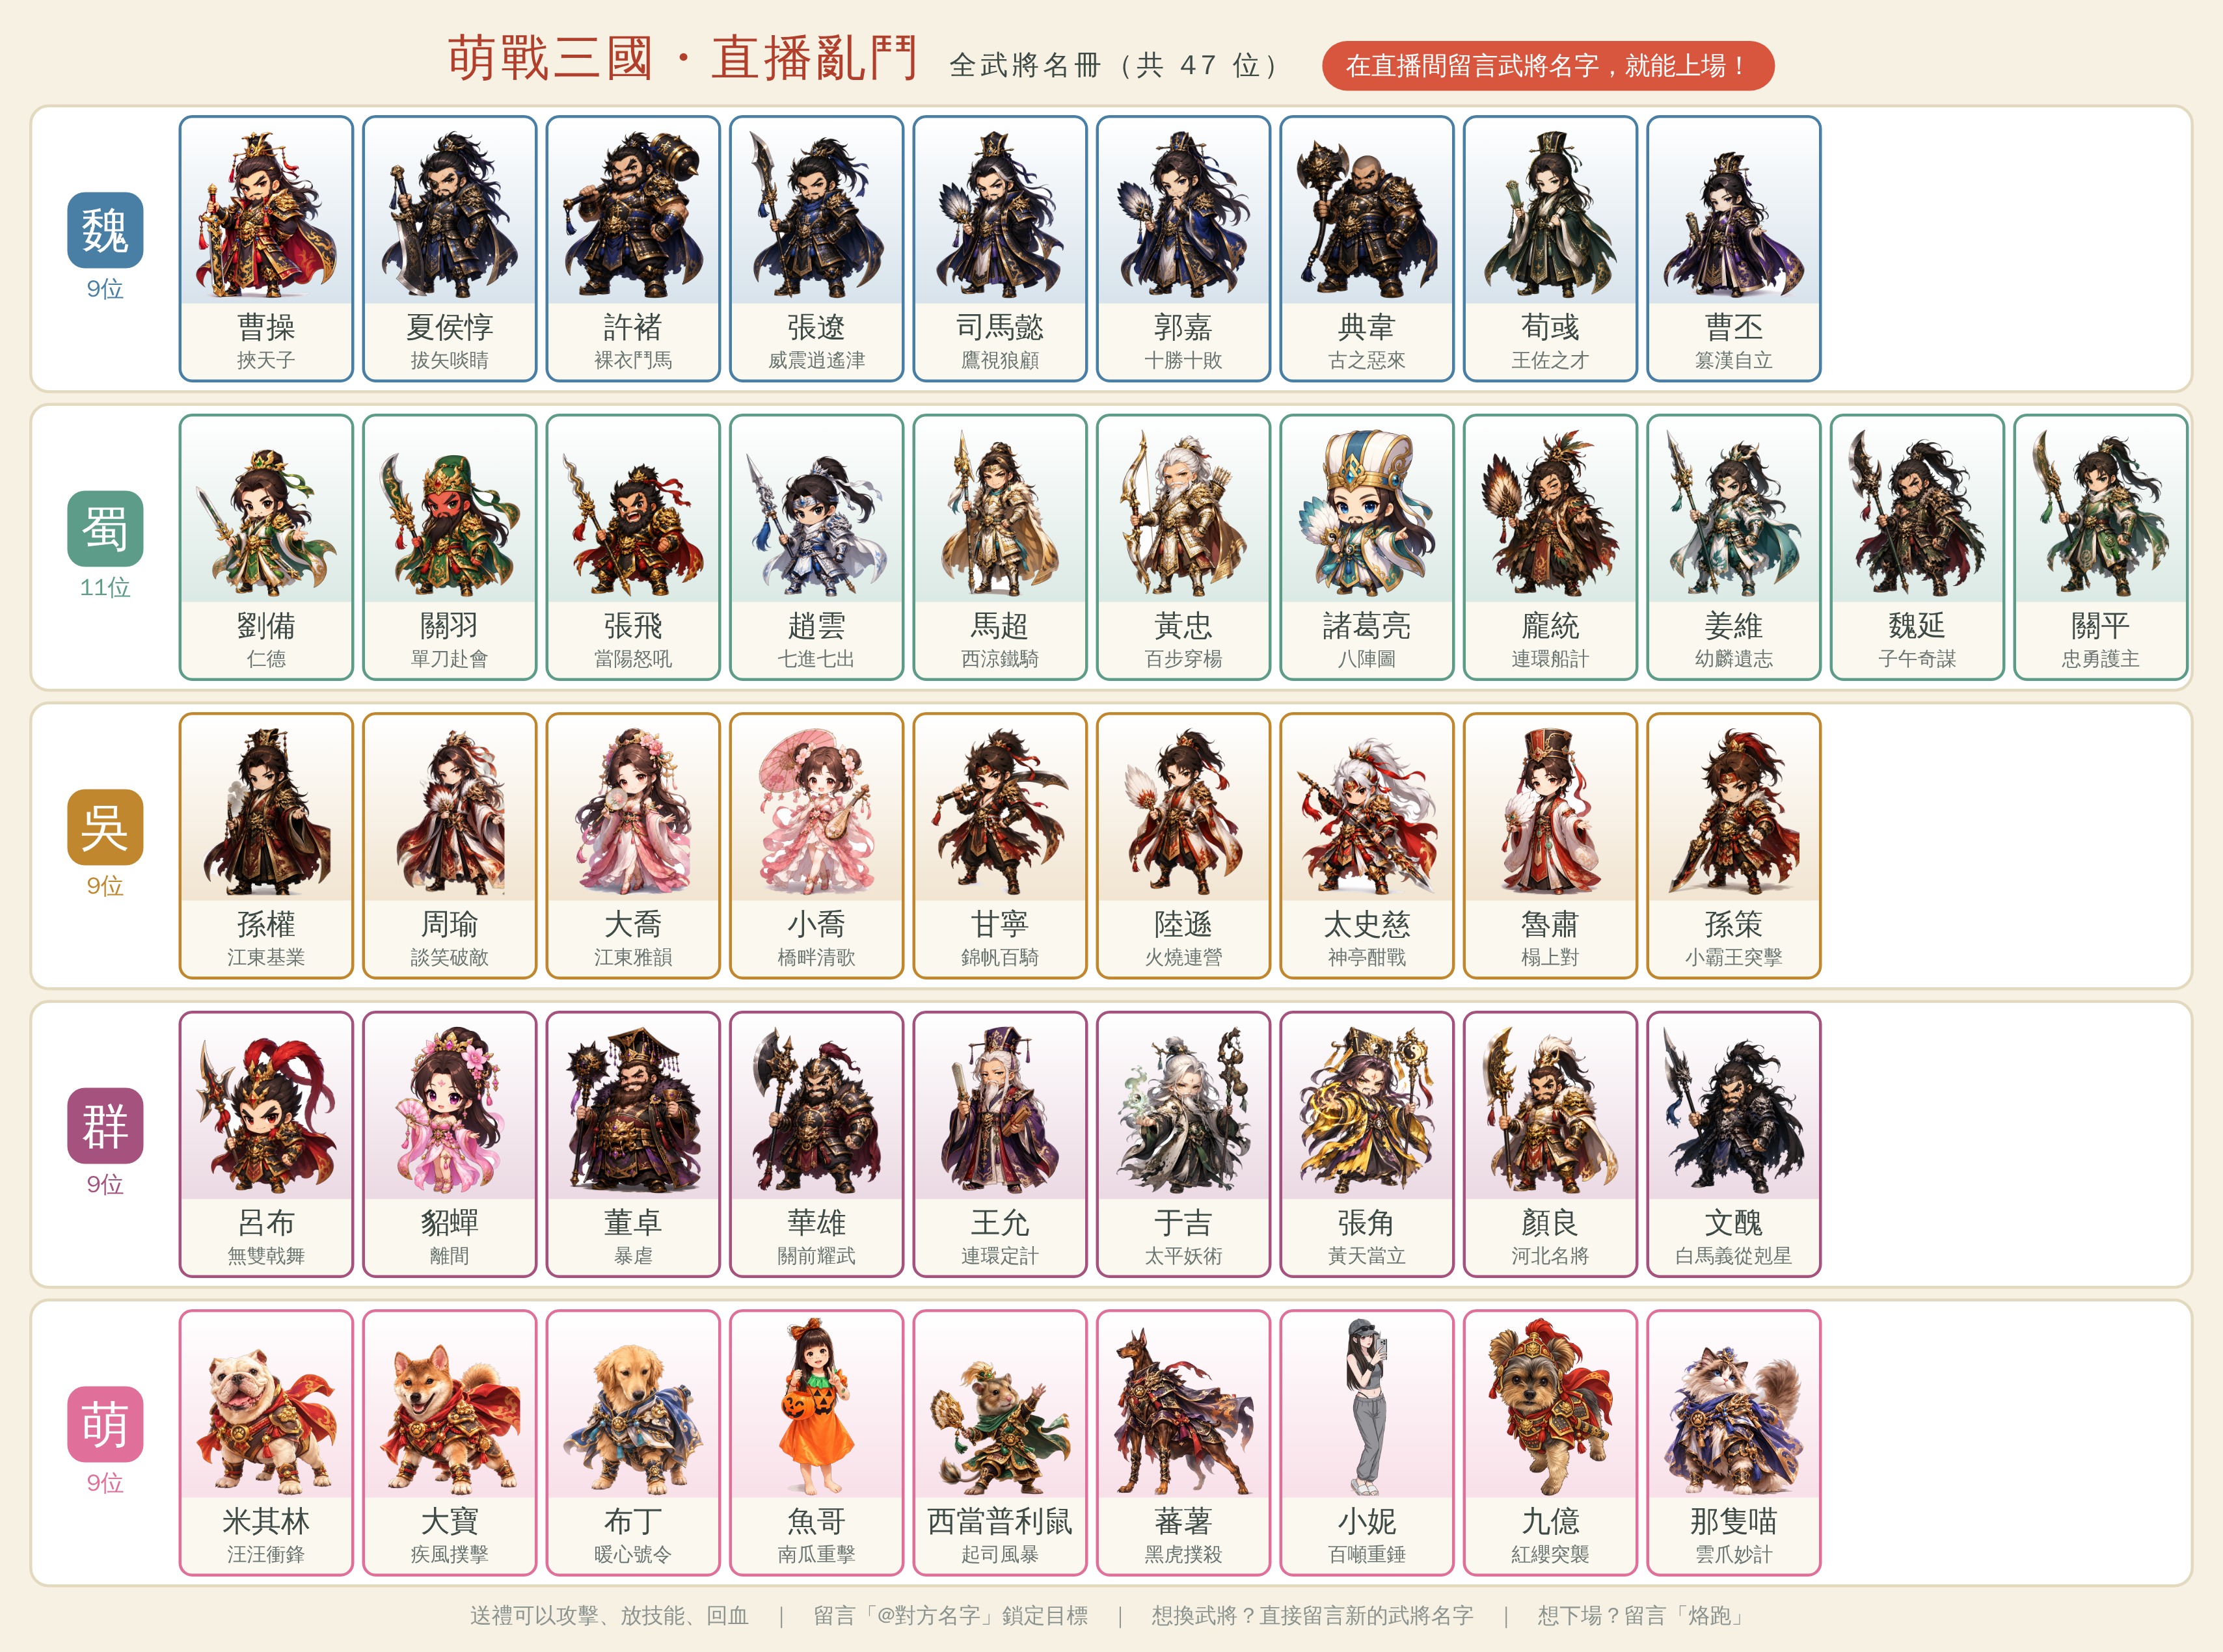 萌戰三國・直播亂鬥 全武將名冊（共 47 位） 在直播間留言武將名字，就能上場！
魏
9位
曹操
挾天子
夏侯惇
拔矢啖睛
許褚
裸衣鬥馬
張遼
威震逍遙津
司馬懿
鷹視狼顧
郭嘉
十勝十敗
典韋
古之惡來
荀彧
王佐之才
曹丕
篡漢自立
蜀
11位
劉備
仁德
關羽
單刀赴會
張飛
當陽怒吼
趙雲
七進七出
馬超
西涼鐵騎
黃忠
百步穿楊
諸葛亮
八陣圖
龐統
連環船計
姜維
幼麟遺志
魏延
子午奇謀
關平
忠勇護主
吳
9位
孫權
江東基業
周瑜
談笑破敵
大喬
江東雅韻
小喬
橋畔清歌
甘寧
錦帆百騎
陸遜
火燒連營
太史慈
神亭酣戰
魯肅
榻上對
孫策
小霸王突擊
群
9位
呂布
無雙戟舞
貂蟬
離間
董卓
暴虐
華雄
關前耀武
王允
連環定計
于吉
太平妖術
張角
黃天當立
顏良
河北名將
文醜
白馬義從剋星
萌
9位
米其林
汪汪衝鋒
大寶
疾風撲擊
布丁
暖心號令
魚哥
南瓜重擊
西當普利鼠
起司風暴
蕃薯
黑虎撲殺
小妮
百噸重錘
九億
紅纓突襲
那隻喵
雲爪妙計
送禮可以攻擊、放技能、回血 ｜ 留言「@對方名字」鎖定目標 ｜ 想換武將？直接留言新的武將名字 ｜ 想下場？留言「烙跑」